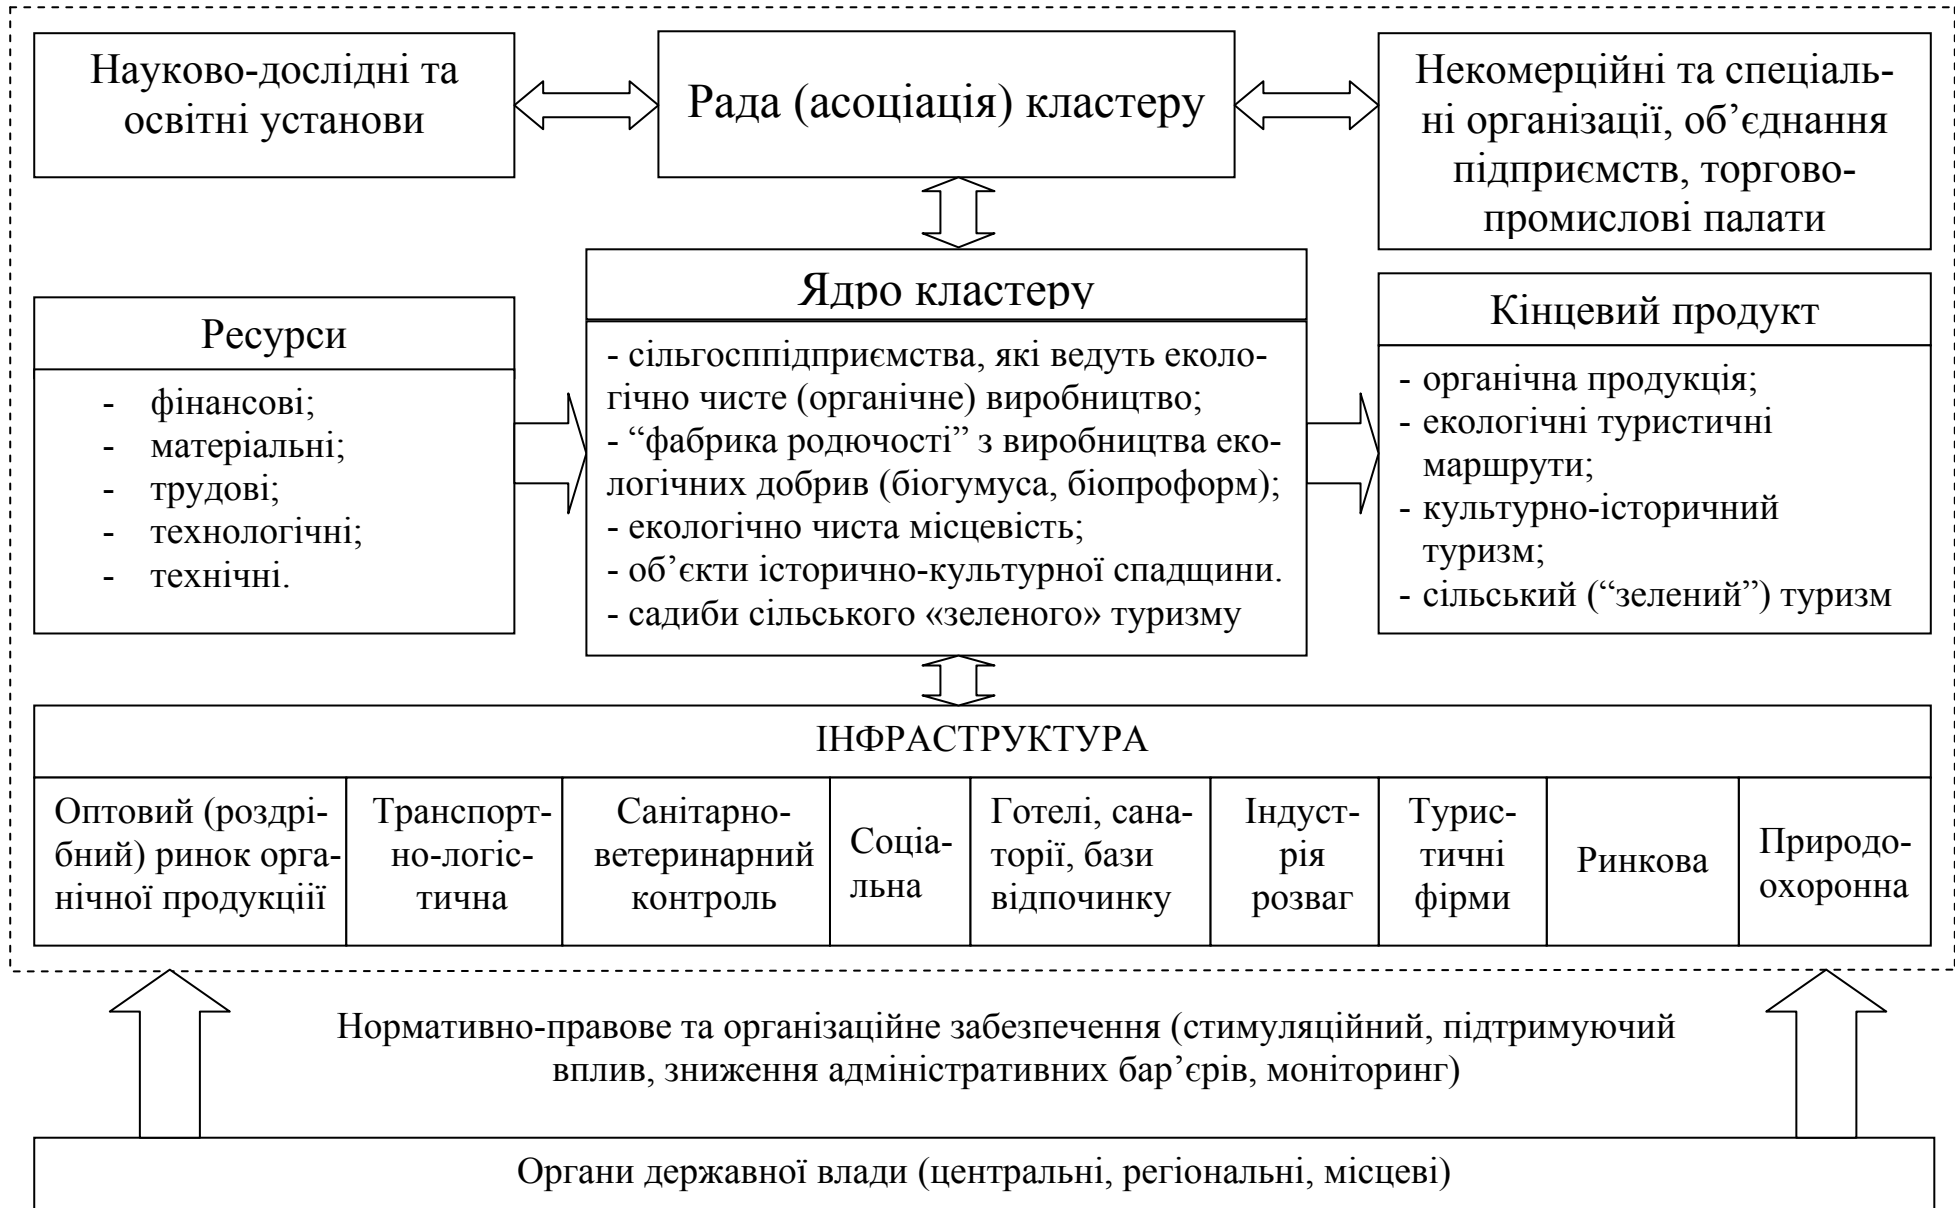 Науково-дослідні та
освітні установи
Рада (асоціація) кластеру
Некомерційні та спеціаль-
ні організації, об’єднання
підприємств, торгово-
промислові палати
Ресурси
- фінансові;
- матеріальні;
- трудові;
- технологічні;
- технічні.
Ядро кластеру
- сільгосппідприємства, які ведуть еколо-
гічно чисте (органічне) виробництво;
- “фабрика родючості” з виробництва еко-
логічних добрив (біогумуса, біопроформ);
- екологічно чиста місцевість;
- об’єкти історично-культурної спадщини.
- садиби сільського «зеленого» туризму
Кінцевий продукт
- органічна продукція;
- екологічні туристичні
маршрути;
- культурно-історичний
туризм;
- сільський (“зелений”) туризм
ІНФРАСТРУКТУРА
Оптовий (роздрі-
бний) ринок орга-
нічної продукціії
Транспорт-
но-логіс-
тична
Санітарно-
ветеринарний
контроль
Соціа-
льна
Готелі, сана-
торії, бази
відпочинку
Індуст-
рія
розваг
Турис-
тичні
фірми
Ринкова
Природо-
охоронна
Нормативно-правове та організаційне забезпечення (стимуляційний, підтримуючий
вплив, зниження адміністративних бар’єрів, моніторинг)
Органи державної влади (центральні, регіональні, місцеві)